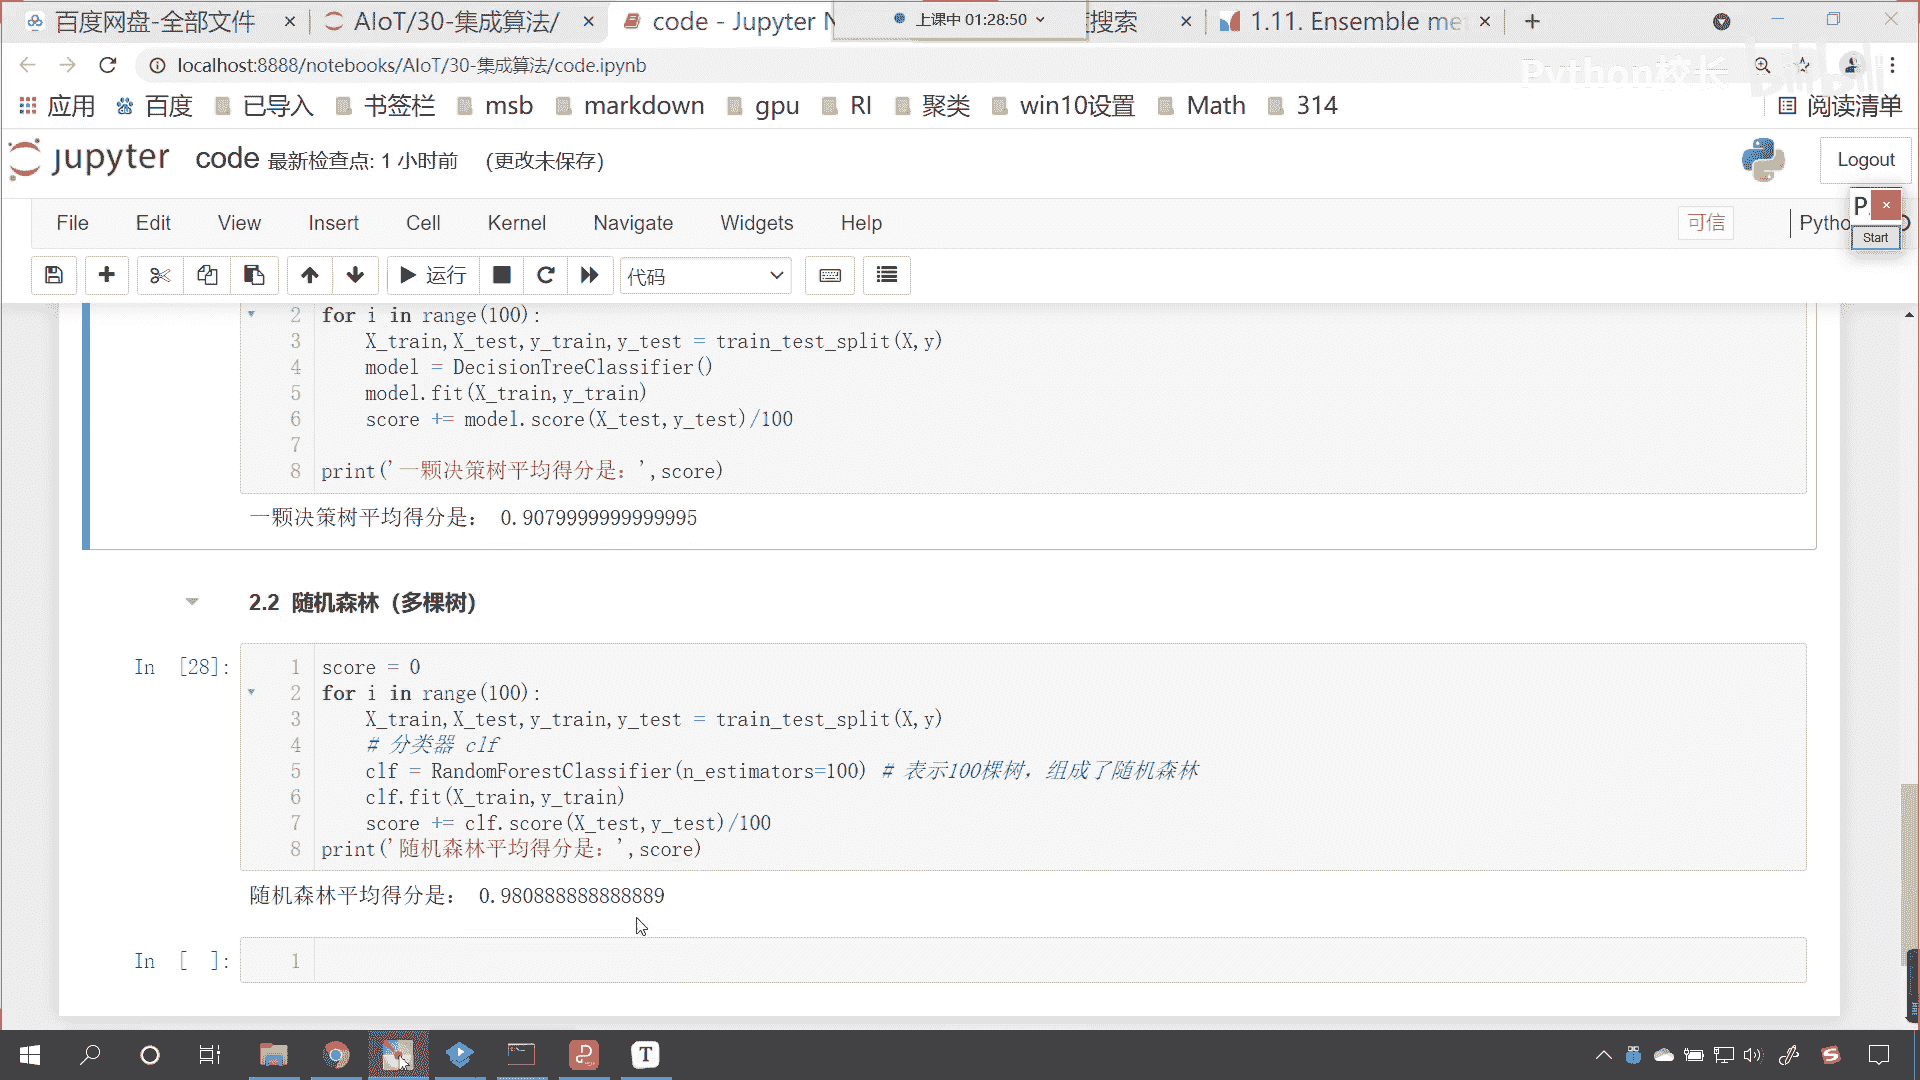 百度网盘-全部文件
AIoT/30-集成算法/
code - Jupyter N
上课中 01:28:50
搜索
1.11. Ensemble me
localhost:8888/notebooks/AIoT/30-集成算法/code.ipynb
Python校长
bilibili
应用 百度 已导入 书签栏 msb markdown gpu RI 聚类 win10设置 Math 314 阅读清单
jupyter code 最新检查点: 1 小时前 (更改未保存)
Logout
File Edit View Insert Cell Kernel Navigate Widgets Help 可信 Pytho
P
Start
运行 代码
2 for i in range(100):
3 X_train,X_test,y_train,y_test = train_test_split(X,y)
4 model = DecisionTreeClassifier()
5 model.fit(X_train,y_train)
6 score += model.score(X_test,y_test)/100
7
8 print('一颗决策树平均得分是：',score)
一颗决策树平均得分是： 0.9079999999999995
2.2 随机森林（多棵树）
In [28]:
1 score = 0
2 for i in range(100):
3 X_train,X_test,y_train,y_test = train_test_split(X,y)
4 # 分类器 clf
5 clf = RandomForestClassifier(n_estimators=100) # 表示100棵树，组成了随机森林
6 clf.fit(X_train,y_train)
7 score += clf.score(X_test,y_test)/100
8 print('随机森林平均得分是：',score)
随机森林平均得分是： 0.980888888888889
In [ ]:
1